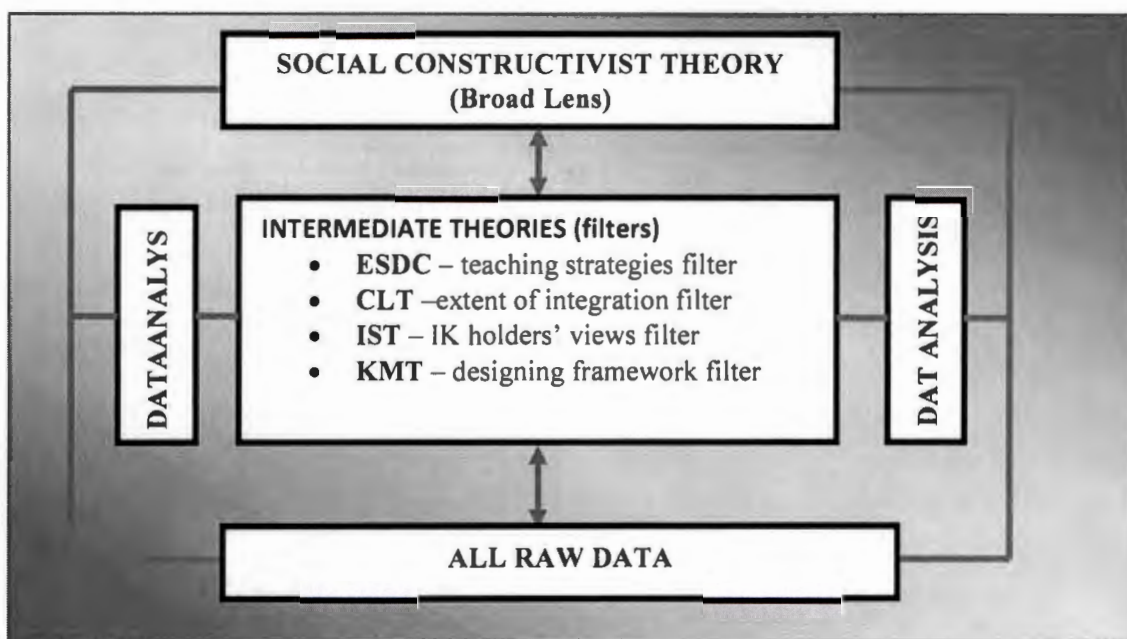 SOCIAL CONSTRUCTIVIST THEORY
(Broad Lens)
DATAANALYS
INTERMEDIATE THEORIES (filters)
• ESDC – teaching strategies filter
• CLT –extent of integration filter
• IST – IK holders’ views filter
• KMT – designing framework filter
DAT ANALYSIS
ALL RAW DATA